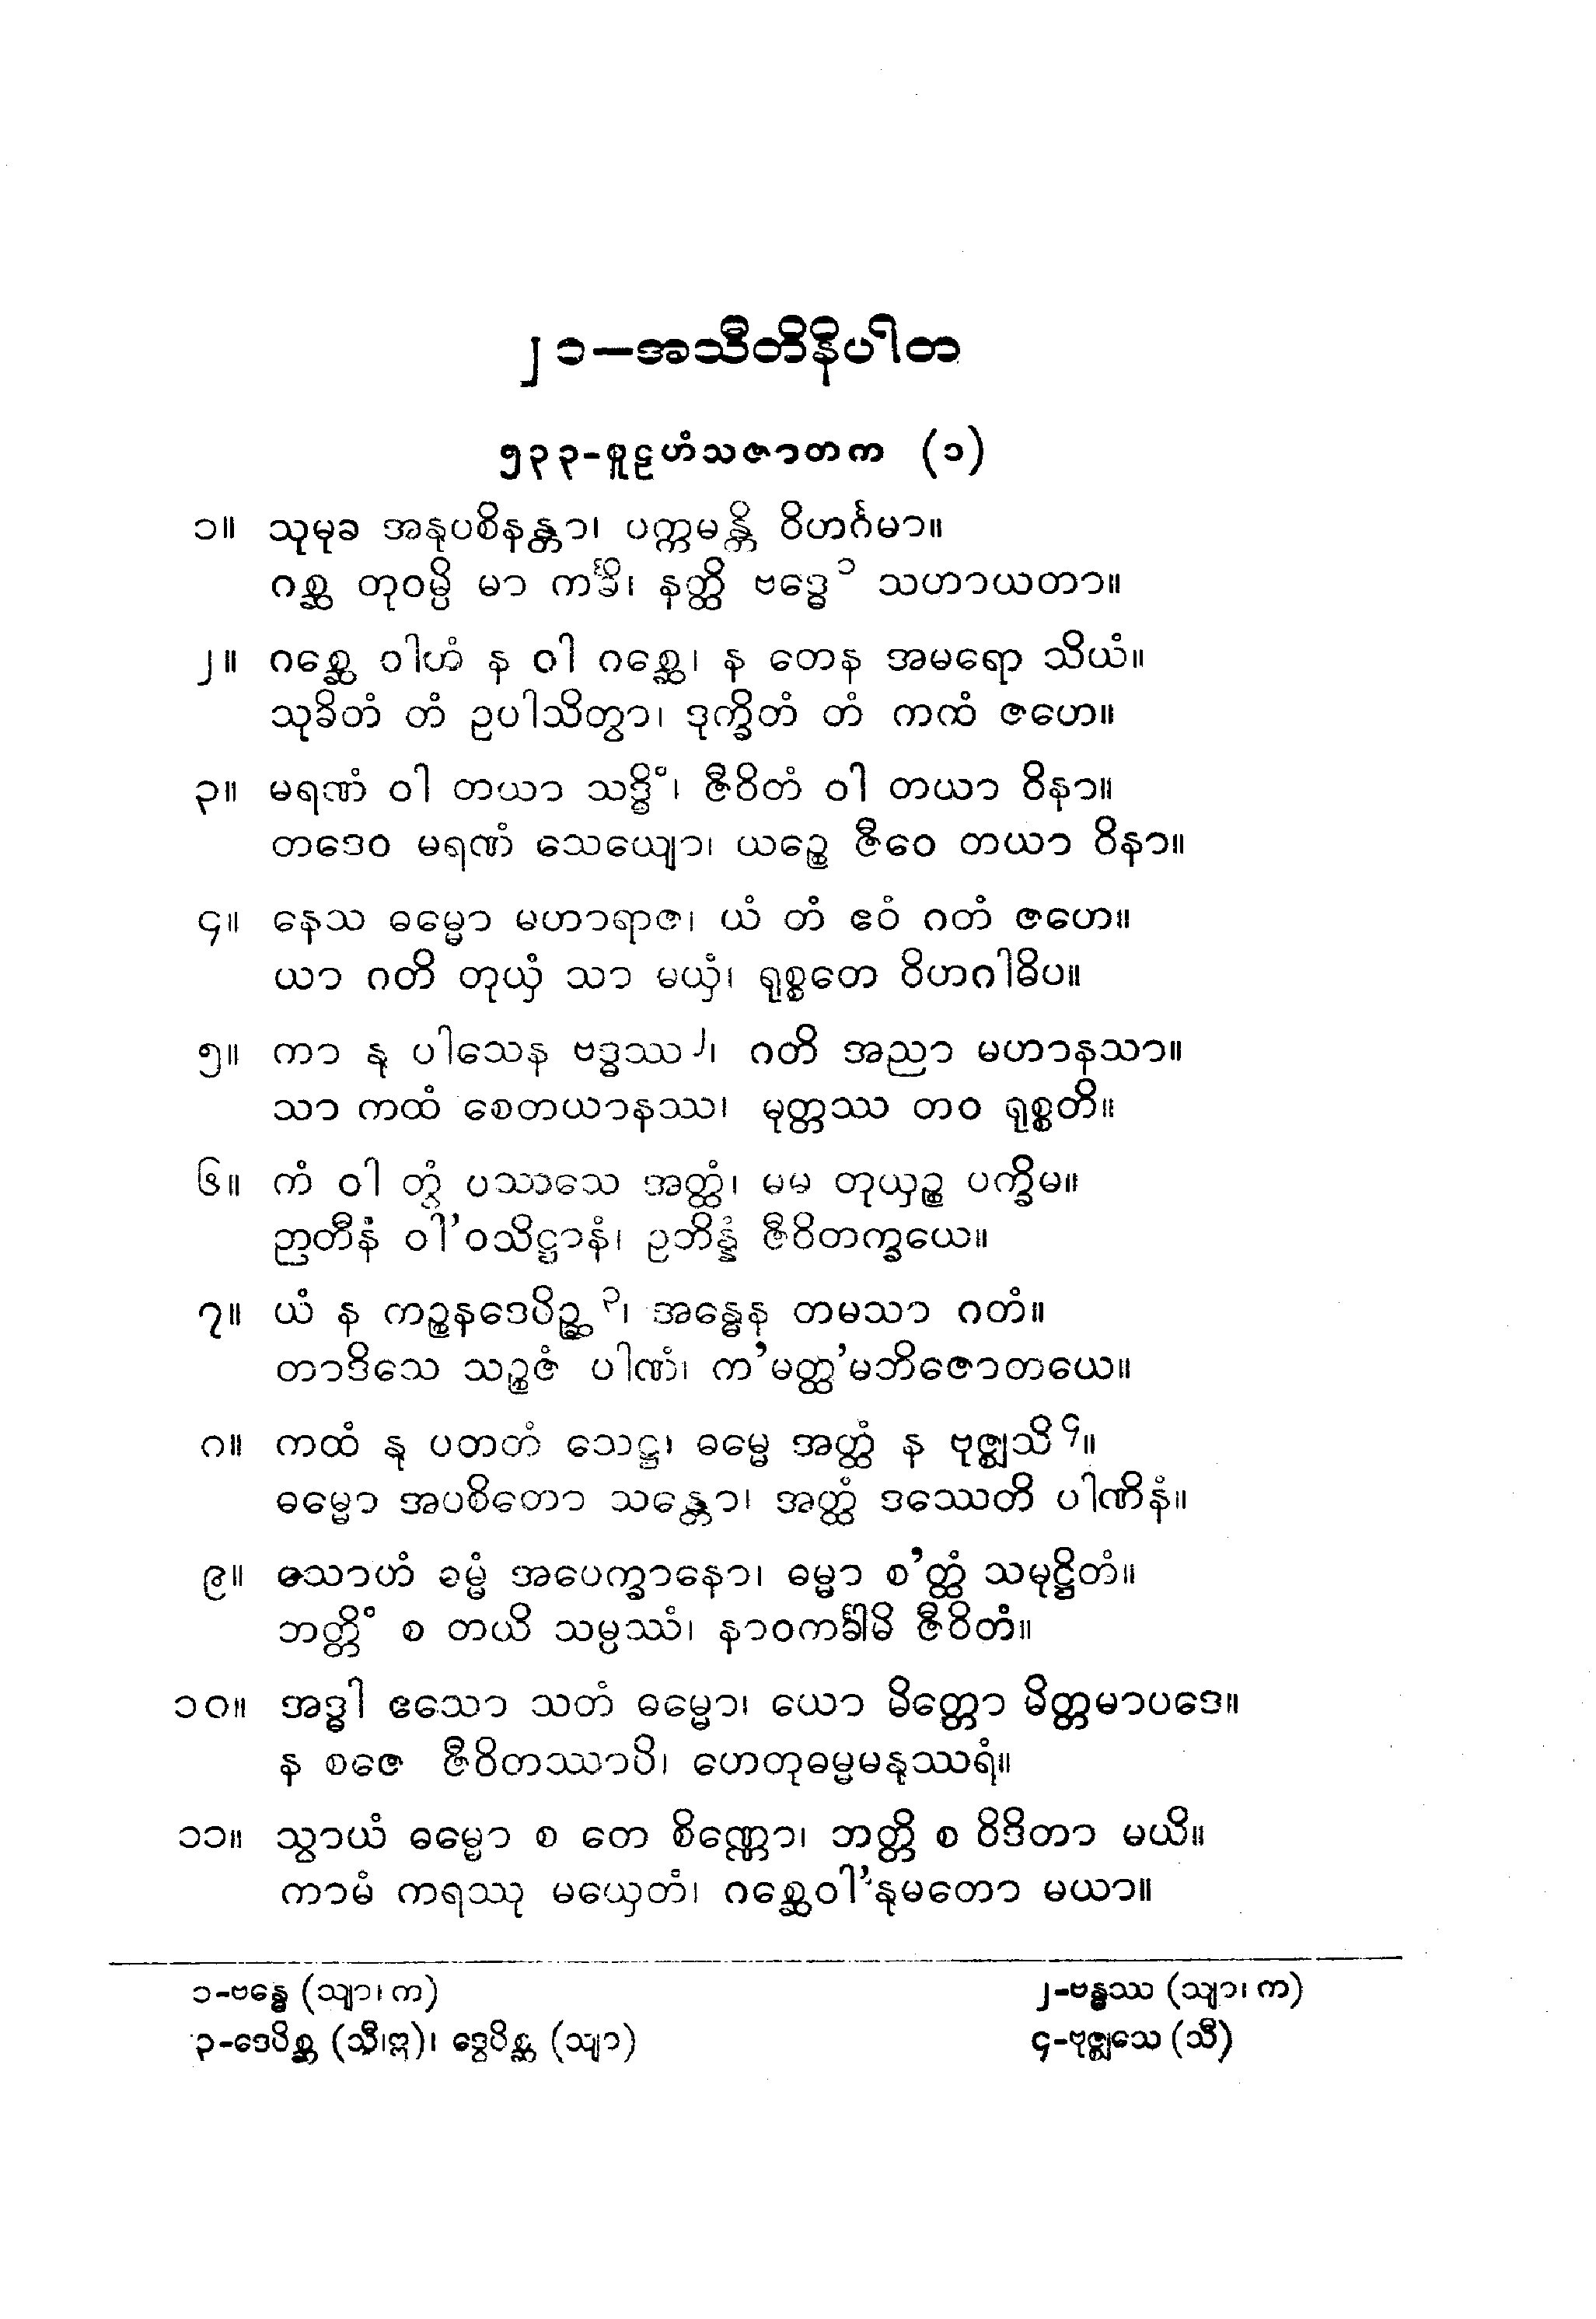 ၂၁–အသီတိနိပါတ
၅၃၃-စူဠဟံသဇာတက (၁)
၁။ သုမုခ အနုပစိနန္တာ၊ ပက္ကမန္တိ ဝိဟင်္ဂမာ။
ဂစ္ဆ တုဝမ္ပိ မာ ကင်္ခိ၊ နတ္ထိ ဗဒ္ဓေ ၁ သဟာယတာ။
၂။ ဂစ္ဆေ ဝါဟံ န ဝါ ဂစ္ဆေ၊ န တေန အမရော သိယံ။
သုခိတံ တံ ဥပါသိတွာ၊ ဒုက္ခိတံ တံ ကထံ ဇဟေ။
၃။ မရဏံ ဝါ တယာ သဒ္ဓိံ၊ ဇီဝိတံ ဝါ တယာ ဝိနာ။
တဒေဝ မရဏံ သေယျော၊ ယဉ္စေ ဇီဝေ တယာ ဝိနာ။
၄။ နေသ ဓမ္မော မဟာရာဇ၊ ယံ တံ ဧဝံ ဂတံ ဇဟေ။
ယာ ဂတိ တုယှံ သာ မယှံ၊ ရုစ္စတေ ဝိဟဂါဓိပ။
၅။ ကာ နု ပါသေန ဗဒ္ဓဿ ၂၊ ဂတိ အညာ မဟာနသာ။
သာ ကထံ စေတယာနဿ၊ မုတ္တဿ တဝ ရုစ္စတိ။
၆။ ကံ ဝါ တွံ ပဿသေ အတ္ထံ၊ မမ တုယှဉ္စ ပက္ခိမ။
ဉာတီနံ ဝါ’ဝသိဋ္ဌာနံ၊ ဥဘိန္နံ ဇီဝိတက္ခယေ။
၇။ ယံ န ကဉ္စနဒေပိဉ္ဆ ၃၊ အန္ဓေန တမသာ ဂတံ။
တာဒိသေ သဉ္စဇံ ပါဏံ၊ က’မတ္ထ’မဘိဇောတယေ။
၈။ ကထံ နု ပတတံ သေဋ္ဌ၊ ဓမ္မေ အတ္ထံ န ဗုဇ္ဈသိ ၄။
ဓမ္မော အပစိတော သန္တော၊ အတ္ထံ ဒဿေတိ ပါဏိနံ။
၉။ သောဟံ ဓမ္မံ အပေက္ခာနော၊ ဓမ္မာ စ’တ္ထံ သမုဋ္ဌိတံ။
ဘတ္တိံ စ တယိ သမ္ပဿံ၊ နာဝကင်္ခါမိ ဇီဝိတံ။
၁၀။ အဒ္ဓါ ဧသော သတံ ဓမ္မော၊ ယော မိတ္တော မိတ္တမာပဒေ။
န စဇေ ဇီဝိတဿာပိ၊ ဟေတုဓမ္မမနုဿရံ။
၁၁။ သွာယံ ဓမ္မော စ တေ စိဏ္ဏော၊ ဘတ္တိ စ ဝိဒိတာ မယိ။
ကာမံ ကရဿု မယှေတံ၊ ဂစ္ဆေဝါ’နုမတော မယာ။
၁-ဗန္ဓေ (သျာ၊ က)
၂-ဗန္ဓဿ (သျာ၊ က)
၃-ဒေပိစ္ဆ (သီ၊ဣ)၊ ဒွေပိဉ္ဆ (သျာ)
၄-ဗုဇ္ဈသေ (သီ)